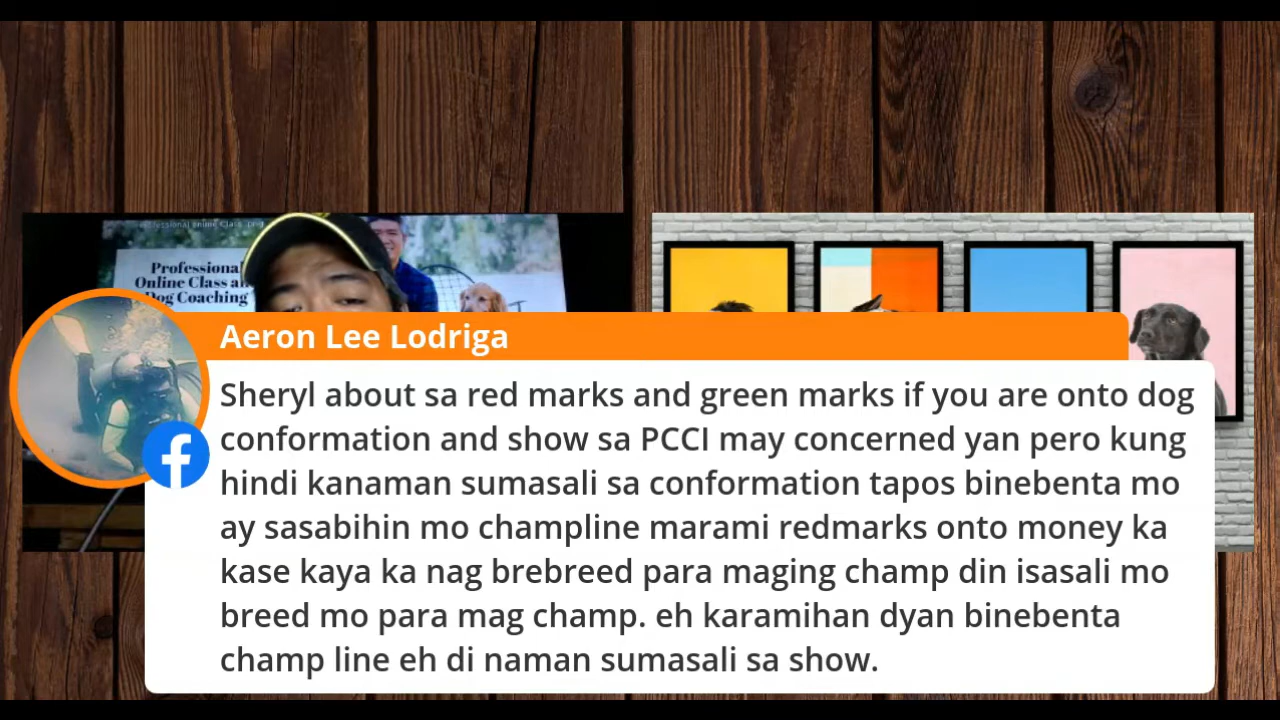 Professional
Online Class an
Dog Coaching
Aeron Lee Lodriga
Sheryl about sa red marks and green marks if you are onto dog
conformation and show sa PCCI may concerned yan pero kung
hindi kanaman sumasali sa conformation tapos binebenta mo
ay sasabihin mo champline marami redmarks onto money ka
kase kaya ka nag brebreed para maging champ din isasali mo
breed mo para mag champ. eh karamihan dyan binebenta
champ line eh di naman sumasali sa show.